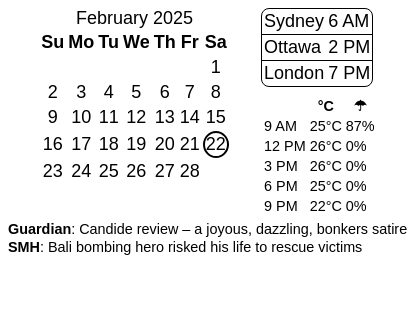 February 2025
Su Mo Tu We Th Fr Sa
1
2 3 4 5 6 7 8
9 10 11 12 13 14 15
16 17 18 19 20 21 22
23 24 25 26 27 28
Sydney 6 AM
Ottawa 2 PM
London 7 PM
°C ☂
9 AM 25°C 87%
12 PM 26°C 0%
3 PM 26°C 0%
6 PM 25°C 0%
9 PM 22°C 0%
Guardian: Candide review – a joyous, dazzling, bonkers satire
SMH: Bali bombing hero risked his life to rescue victims